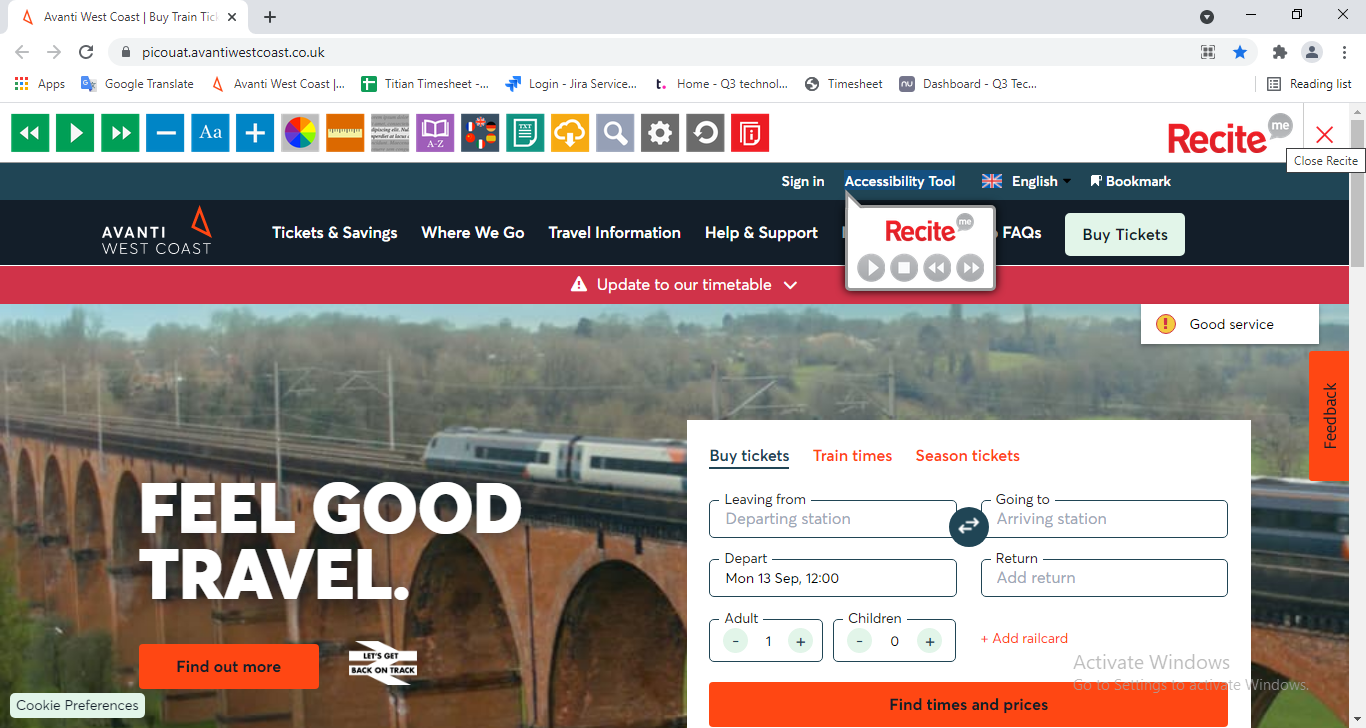 Avanti West Coast | Buy Train Tic
picouat.avantiwestcoast.co.uk
Apps
Google Translate
Avanti West Coast |...
Titian Timesheet -...
Login - Jira Service...
Home - Q3 technol...
Timesheet
Dashboard - Q3 Tec...
Reading list
Aa
A-Z
TXT
Recite me
Close Recite
Sign in
Accessibility Tool
English
Bookmark
AVANTI
WEST COAST
Tickets & Savings
Where We Go
Travel Information
Help & Support
FAQs
Buy Tickets
Recite me
Update to our timetable
Good service
Feedback
FEEL GOOD
TRAVEL.
Find out more
LET'S GET
BACK ON TRACK
Cookie Preferences
Buy tickets
Train times
Season tickets
Leaving from
Departing station
Going to
Arriving station
Depart
Mon 13 Sep, 12:00
Return
Add return
Adult
- 1 +
Children
- 0 +
+ Add railcard
Find times and prices
Activate Windows
Go to Settings to activate Windows.